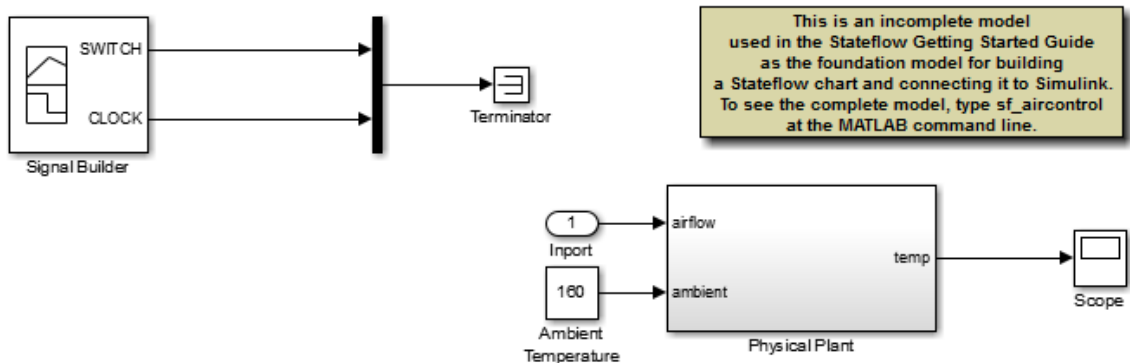 SWITCH
CLOCK
Signal Builder
Terminator
This is an incomplete model
used in the Stateflow Getting Started Guide
as the foundation model for building
a Stateflow chart and connecting it to Simulink.
To see the complete model, type sf_aircontrol
at the MATLAB command line.
1
Inport
160
Ambient
Temperature
airflow
ambient
temp
Physical Plant
Scope